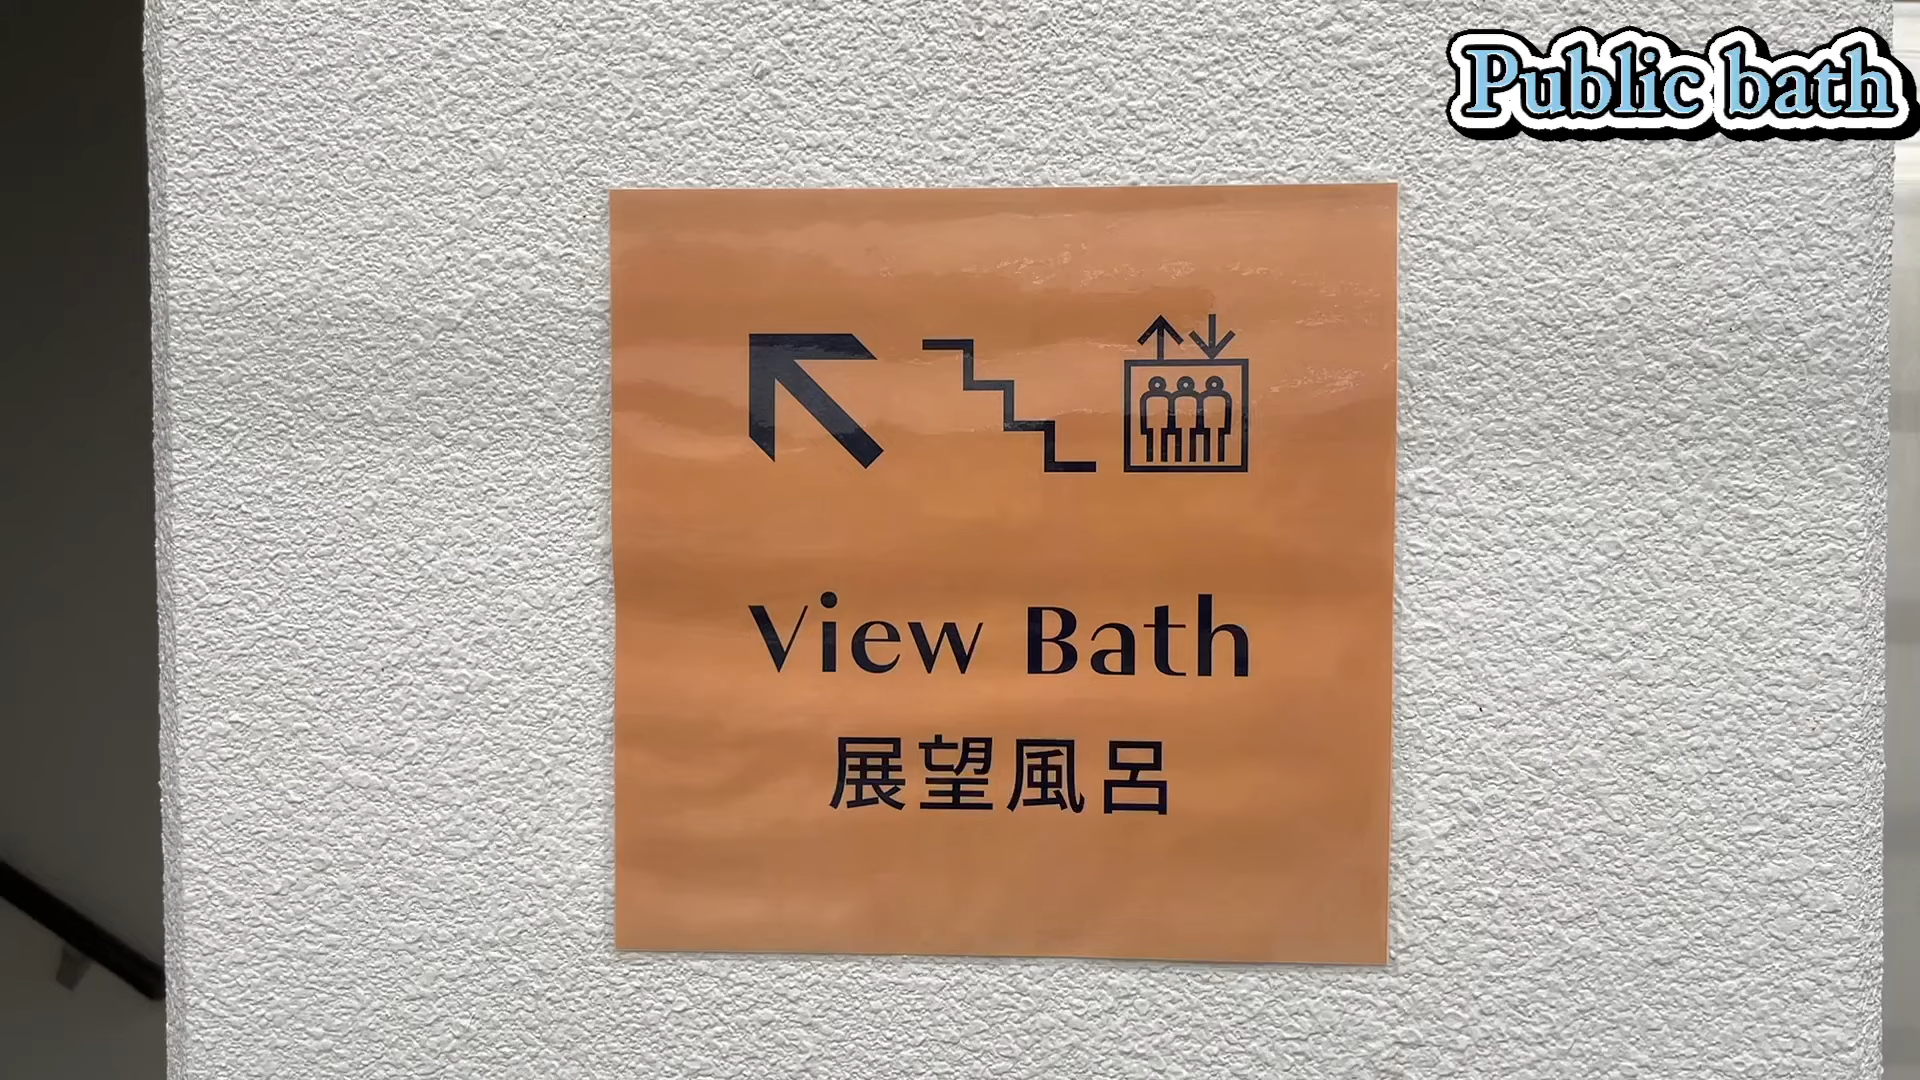 Public bath
View Bath
展望風呂